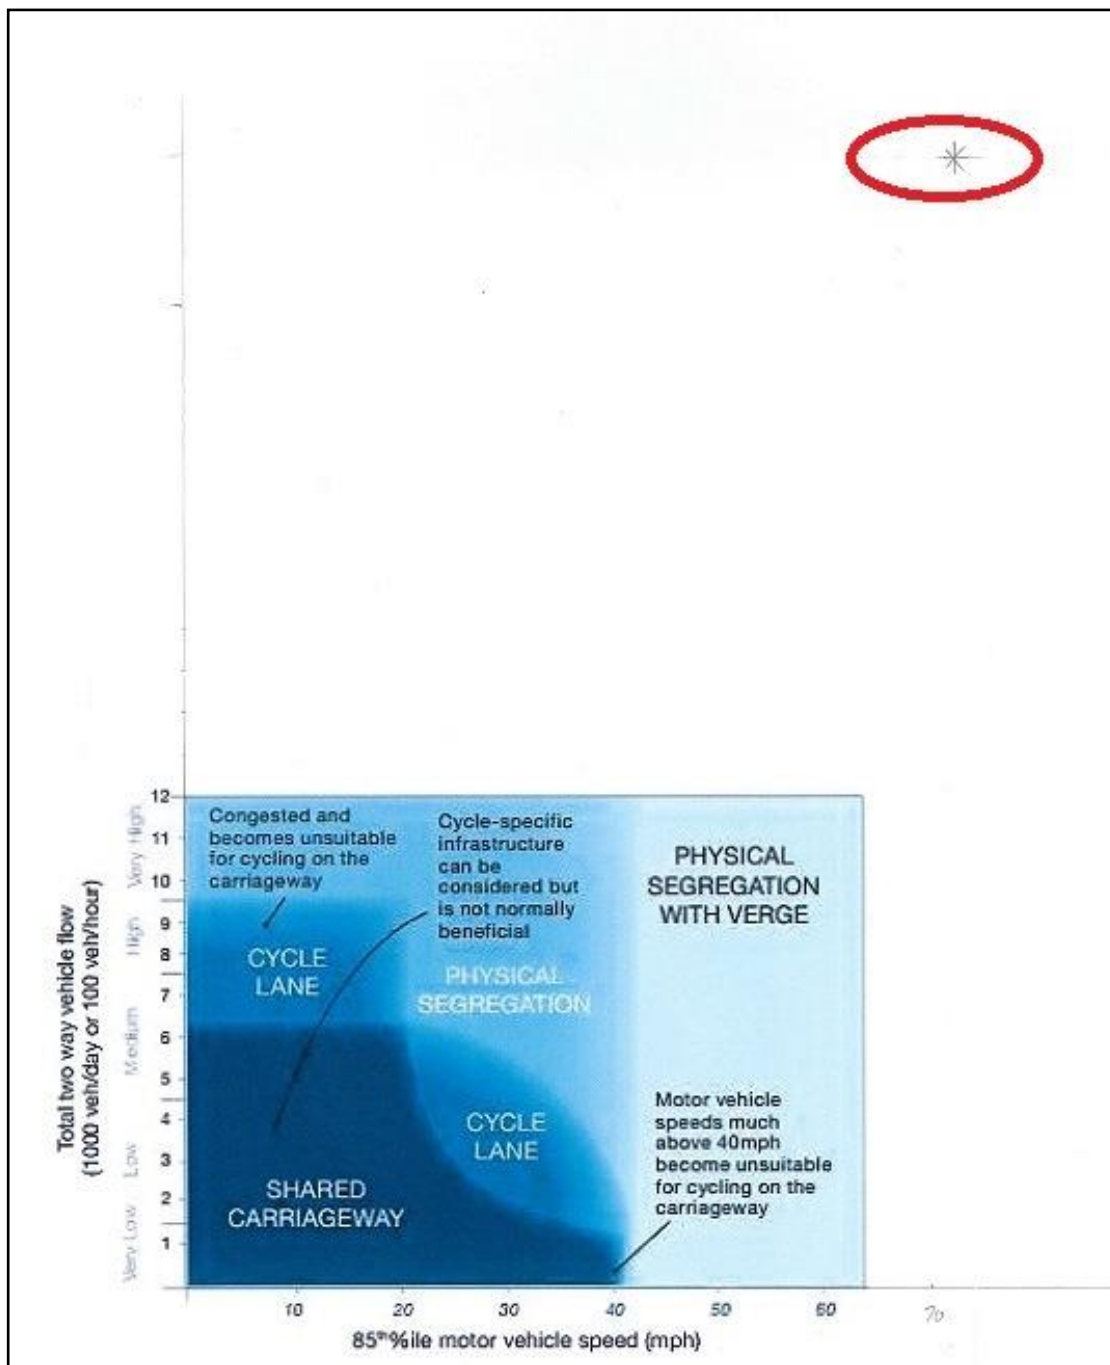 12
Congested and
becomes unsuitable
for cycling on the
carriageway
Cycle-specific
infrastructure
can be
considered but
is not normally
beneficial
PHYSICAL
SEGREGATION
WITH VERGE
11
10
9
8
7
6
5
4
3
2
1
Very High
High
Medium
Low
Very Low
Total two way vehicle flow
(1000 veh/day or 100 veh/hour)
CYCLE
LANE
PHYSICAL
SEGREGATION
CYCLE
LANE
SHARED
CARRIAGEWAY
Motor vehicle
speeds much
above 40mph
become unsuitable
for cycling on the
carriageway
10 20 30 40 50 60 70
85th%ile motor vehicle speed (mph)